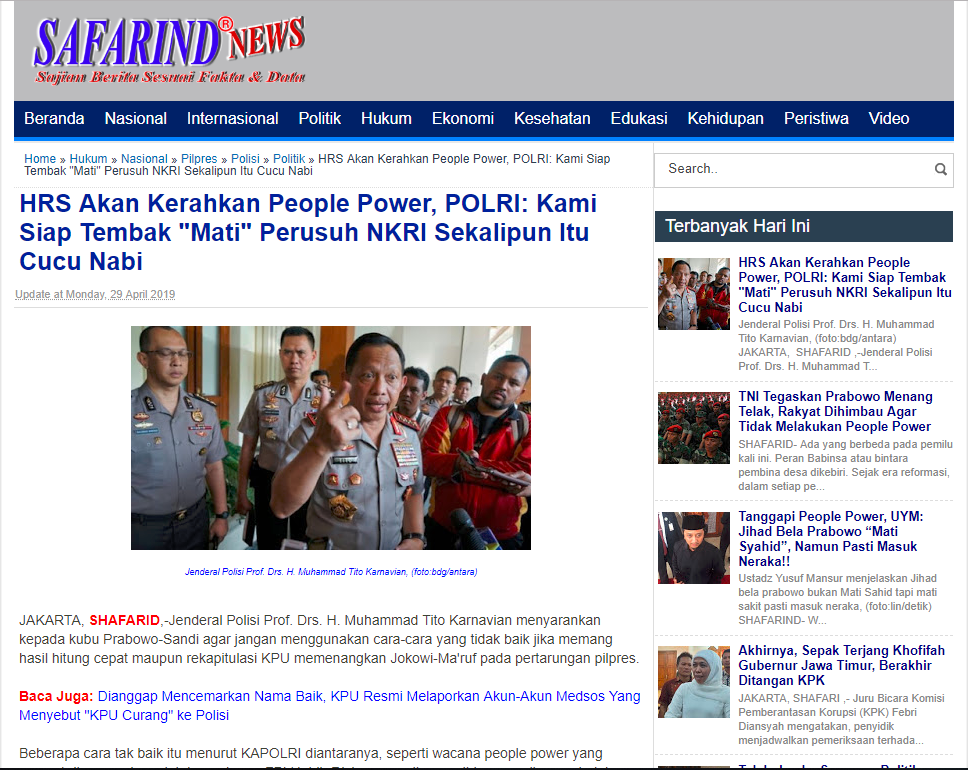 SAFARIND® NEWS
Sajian Berita Sesuai Fakta & Data
Beranda Nasional Internasional Politik Hukum Ekonomi Kesehatan Edukasi Kehidupan Peristiwa Video
Home » Hukum » Nasional » Pilpres » Polisi » Politik » HRS Akan Kerahkan People Power, POLRI: Kami Siap
Tembak "Mati" Perusuh NKRI Sekalipun Itu Cucu Nabi
HRS Akan Kerahkan People Power, POLRI: Kami
Siap Tembak "Mati" Perusuh NKRI Sekalipun Itu
Cucu Nabi
Update at Monday, 29 April 2019
Jenderal Polisi Prof. Drs. H. Muhammad Tito Karnavian, (foto:bdg/antara)
JAKARTA, SHAFARID,-Jenderal Polisi Prof. Drs. H. Muhammad Tito Karnavian menyarankan
kepada kubu Prabowo-Sandi agar jangan menggunakan cara-cara yang tidak baik jika memang
hasil hitung cepat maupun rekapitulasi KPU memenangkan Jokowi-Ma'ruf pada pertarungan pilpres.
Baca Juga: Dianggap Mencemarkan Nama Baik, KPU Resmi Melaporkan Akun-Akun Medsos Yang
Menyebut "KPU Curang" ke Polisi
Beberapa cara tak baik itu menurut KAPOLRI diantaranya, seperti wacana people power yang
Search..
Terbanyak Hari Ini
HRS Akan Kerahkan People
Power, POLRI: Kami Siap Tembak
"Mati" Perusuh NKRI Sekalipun Itu
Cucu Nabi
Jenderal Polisi Prof. Drs. H. Muhammad
Tito Karnavian, (foto:bdg/antara)
JAKARTA, SHAFARID ,-Jenderal Polisi
Prof. Drs. H. Muhammad T...
TNI Tegaskan Prabowo Menang
Telak, Rakyat Dihimbau Agar
Tidak Melakukan People Power
SHAFARID- Ada yang berbeda pada pemilu
kali ini. Peran Babinsa atau bintara
pembina desa dikebiri. Sejak era reformasi,
dalam setiap pe...
Tanggapi People Power, UYM:
Jihad Bela Prabowo “Mati
Syahid”, Namun Pasti Masuk
Neraka!!
Ustadz Yusuf Mansur menjelaskan Jihad
bela prabowo bukan Mati Sahid tapi mati
sakit pasti masuk neraka, (foto:lin/detik)
SHAFARIND- W...
Akhirnya, Sepak Terjang Khofifah
Gubernur Jawa Timur, Berakhir
Ditangan KPK
JAKARTA, SHAFARI ,- Juru Bicara Komisi
Pemberantasan Korupsi (KPK) Febri
Diansyah mengatakan, penyidik
menjadwalkan pemeriksaan terhada...